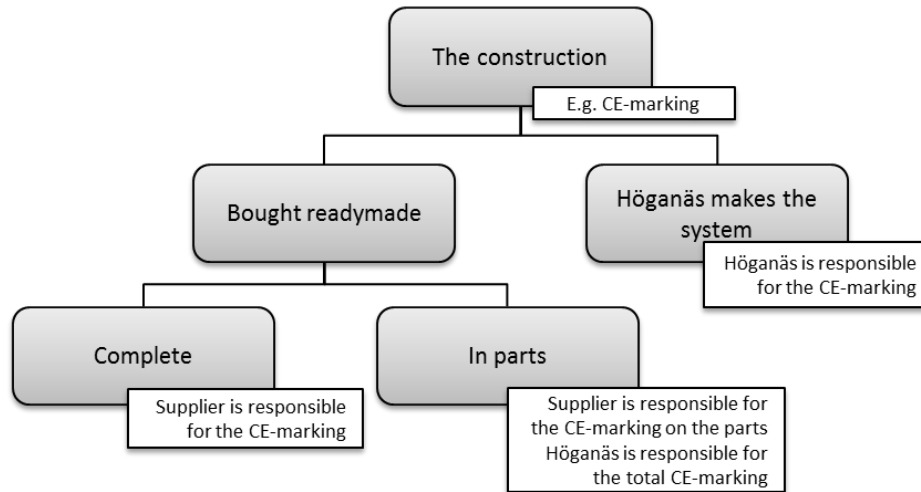 The construction
E.g. CE-marking
Bought readymade
Höganäs makes the
system
Höganäs is responsible
for the CE-marking
Complete
Supplier is responsible
for the CE-marking
In parts
Supplier is responsible for
the CE-marking on the parts
Höganäs is responsible for
the total CE-marking